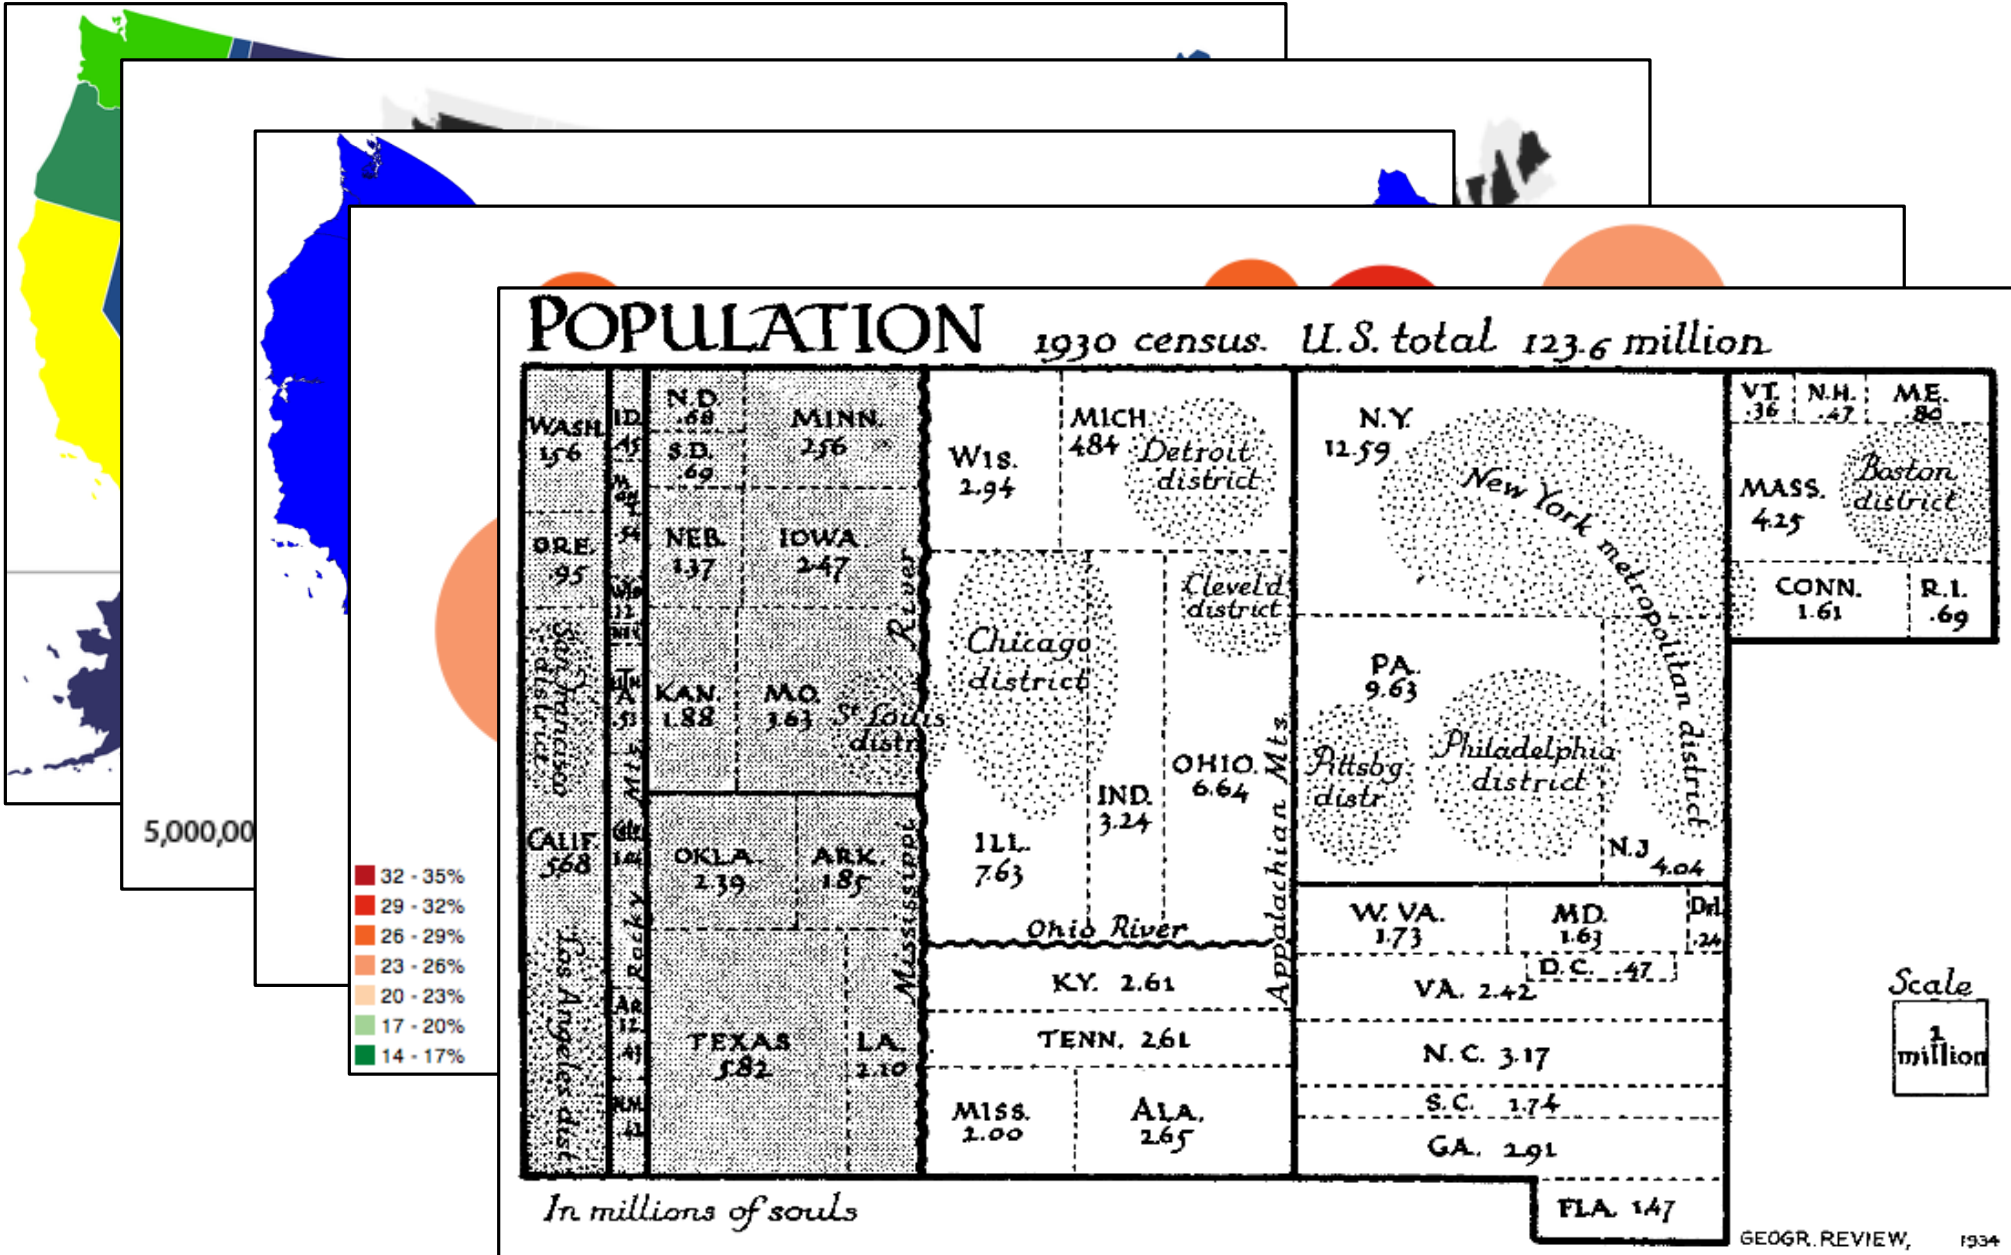 5,000,00
32 - 35%
29 - 32%
26 - 29%
23 - 26%
20 - 23%
17 - 20%
14 - 17%
POPULATION 1930 census. U.S. total 123.6 million
WASH.
1.56
ORE.
.95
San Francisco
district
CALIF.
5.68
Los Angeles dist.
ID.
.45
.54
Rocky Mts.
N.D.
.68
S.D.
.69
MINN.
2.56
NEB.
1.37
IOWA
2.47
KAN.
1.88
MO.
3.63
St Louis
distr
OKLA.
2.39
ARK.
1.85
TEXAS
5.82
LA.
2.10
Mississippi River
WIS.
2.94
MICH.
4.84
Detroit
district
Chicago
district
Cleveld
district
ILL.
7.63
IND.
3.24
OHIO.
6.64
Ohio River
KY. 2.61
TENN. 2.61
MISS.
2.00
ALA.
2.65
Appalachian Mts.
N.Y.
12.59
New York metropolitan district
PA.
9.63
Pittsbg.
distr
Philadelphia
district
N.J
4.04
W. VA.
1.73
MD.
1.63
Del
.24
D.C. .47
VA. 2.42
N.C. 3.17
S.C. 1.74
GA. 2.91
FLA. 1.47
VT.
.36
N.H.
.47
ME.
.80
MASS.
4.25
Boston
district
CONN.
1.61
R.I.
.69
Scale
1
million
In millions of souls
GEOGR. REVIEW, 1934